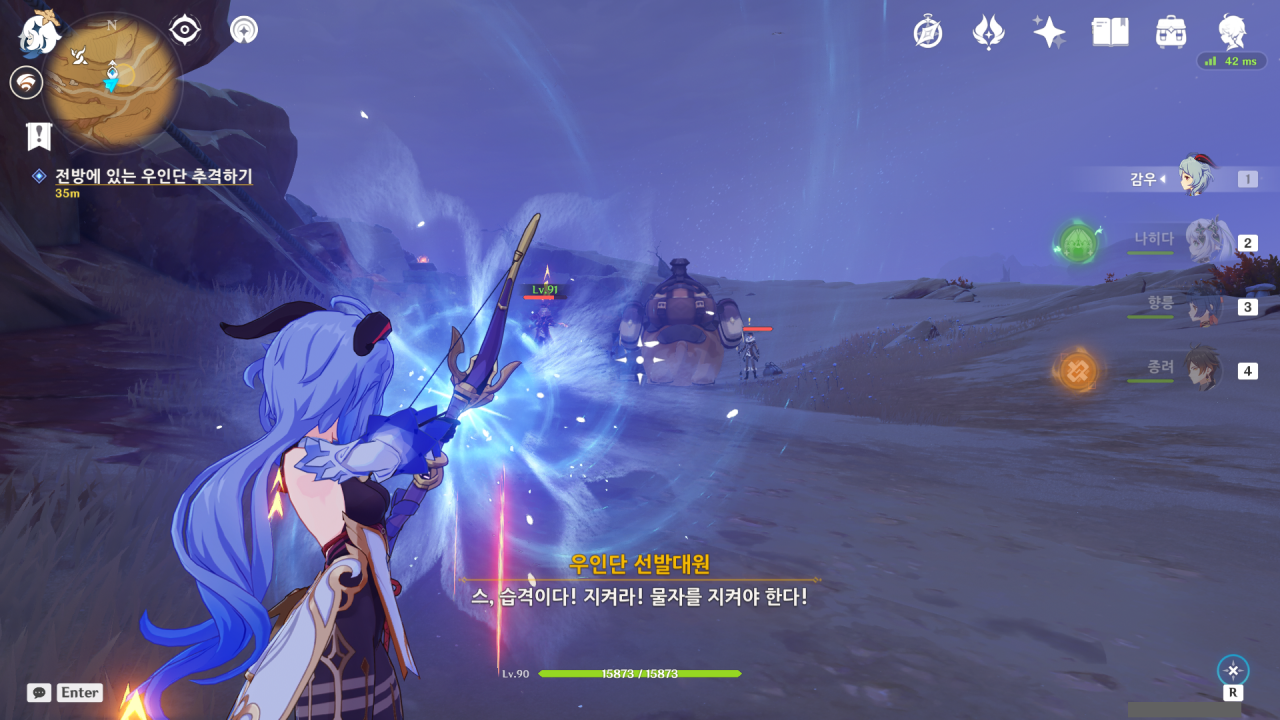 N
42 ms
전방에 있는 우인단 추격하기
35m
감우
1
나히다
2
Lv.91
향릉
3
종려
4
우인단 선발대원
스, 습격이다! 지켜라! 물자를 지켜야 한다!
Lv.90
15873 / 15873
Enter
R